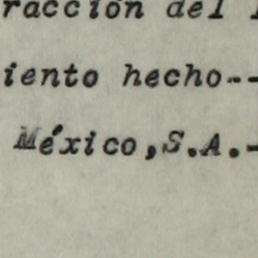 racción del
iento hecho--
México,S.A.-